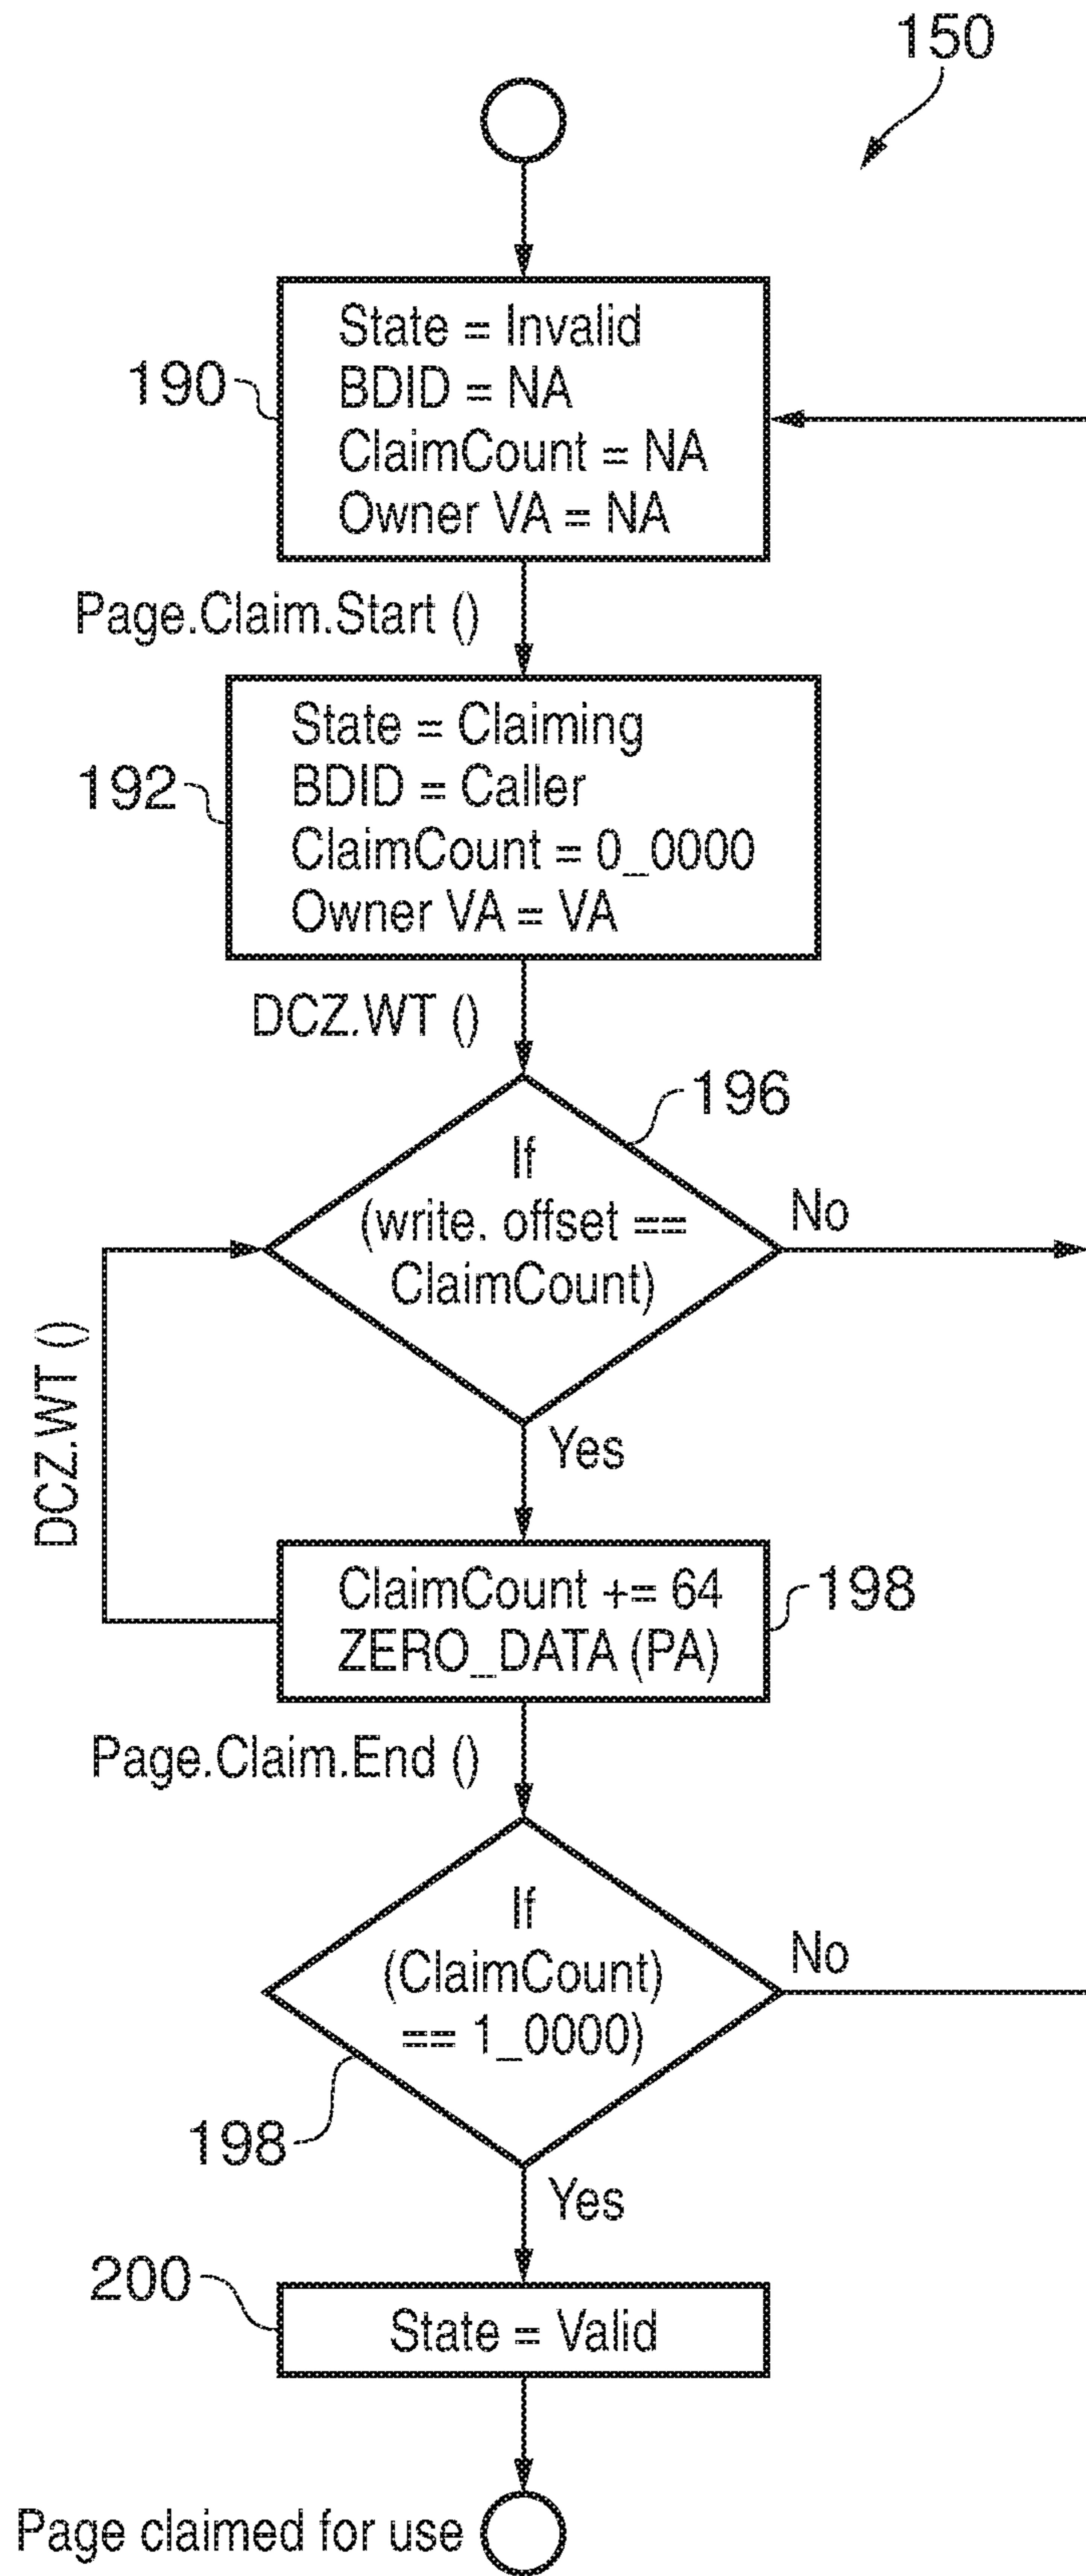 150
190
State = Invalid
BDID = NA
ClaimCount = NA
Owner VA = NA
Page.Claim.Start ()
192
State = Claiming
BDID = Caller
ClaimCount = 0_0000
Owner VA = VA
DCZ.WT ()
196
If
(write. offset ==
ClaimCount)
No
Yes
DCZ.WT ()
ClaimCount += 64
ZERO_DATA (PA)
198
Page.Claim.End ()
If
(ClaimCount)
== 1_0000)
No
198
Yes
200
State = Valid
Page claimed for use